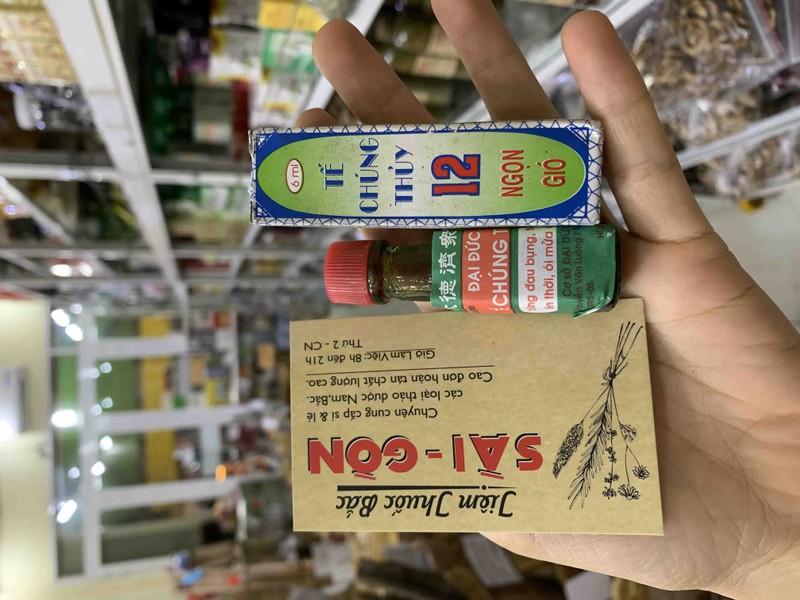 6 ml
TẾ
CHÚNG
THỦY
12
NGỌN
GIÓ
德濟衆
ĐẠI ĐỨC
CHÚNG T
ng đau bụng,
n thời, ói mửa
Cơ sở ĐẠI ĐỨ
Tiệm Thuốc Bắc
SÀI-GÒN
Chuyên cung cấp sỉ & lẻ
các loại thảo dược Nam,Bắc.
Cao đơn hoàn tán chất lượng cao.
Giờ Làm Việc: 8h đến 21h
Thứ 2 - CN